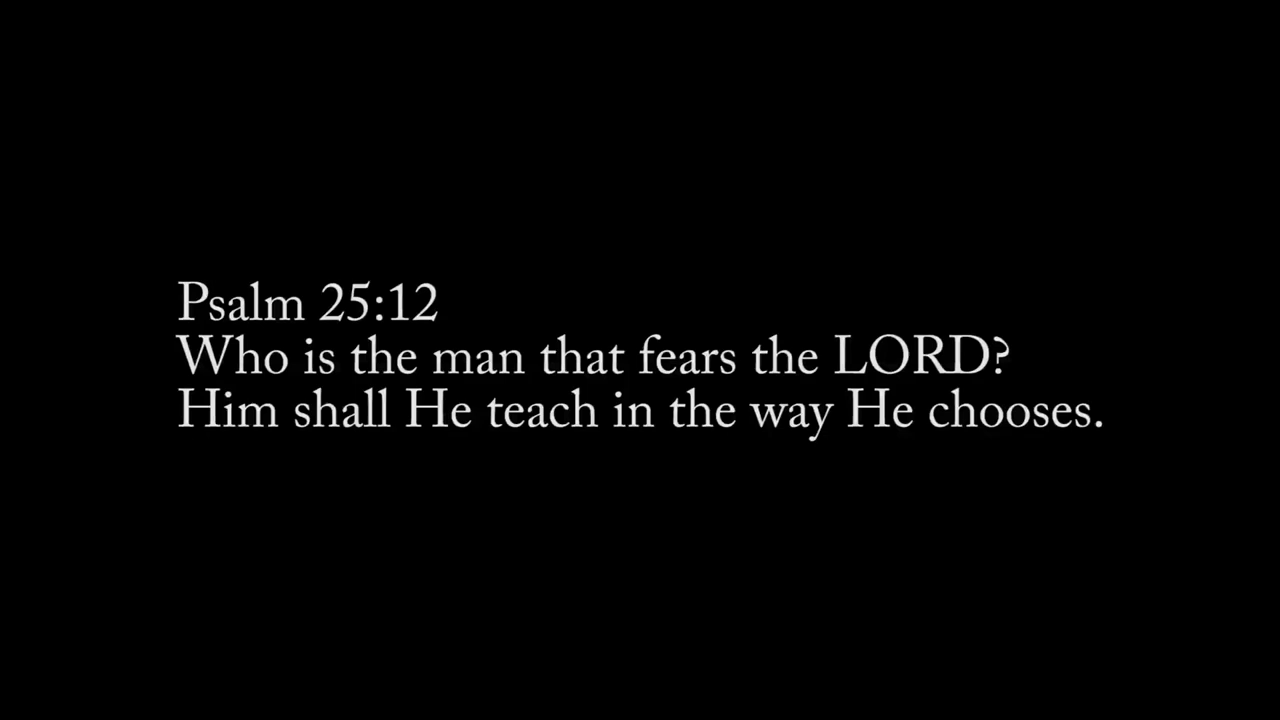 Psalm 25:12
Who is the man that fears the LORD?
Him shall He teach in the way He chooses.